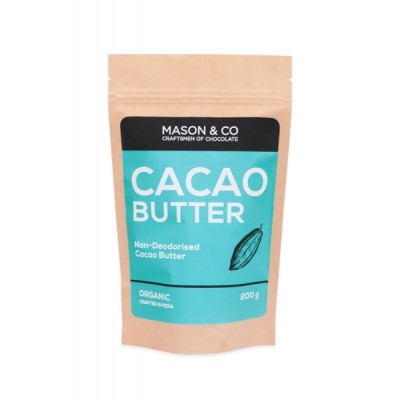 MASON & CO
CRAFTSMEN OF CHOCOLATE
CACAO
BUTTER
Non-Deodorised
Cacao Butter
ORGANIC
CRAFTED IN INDIA
200 g